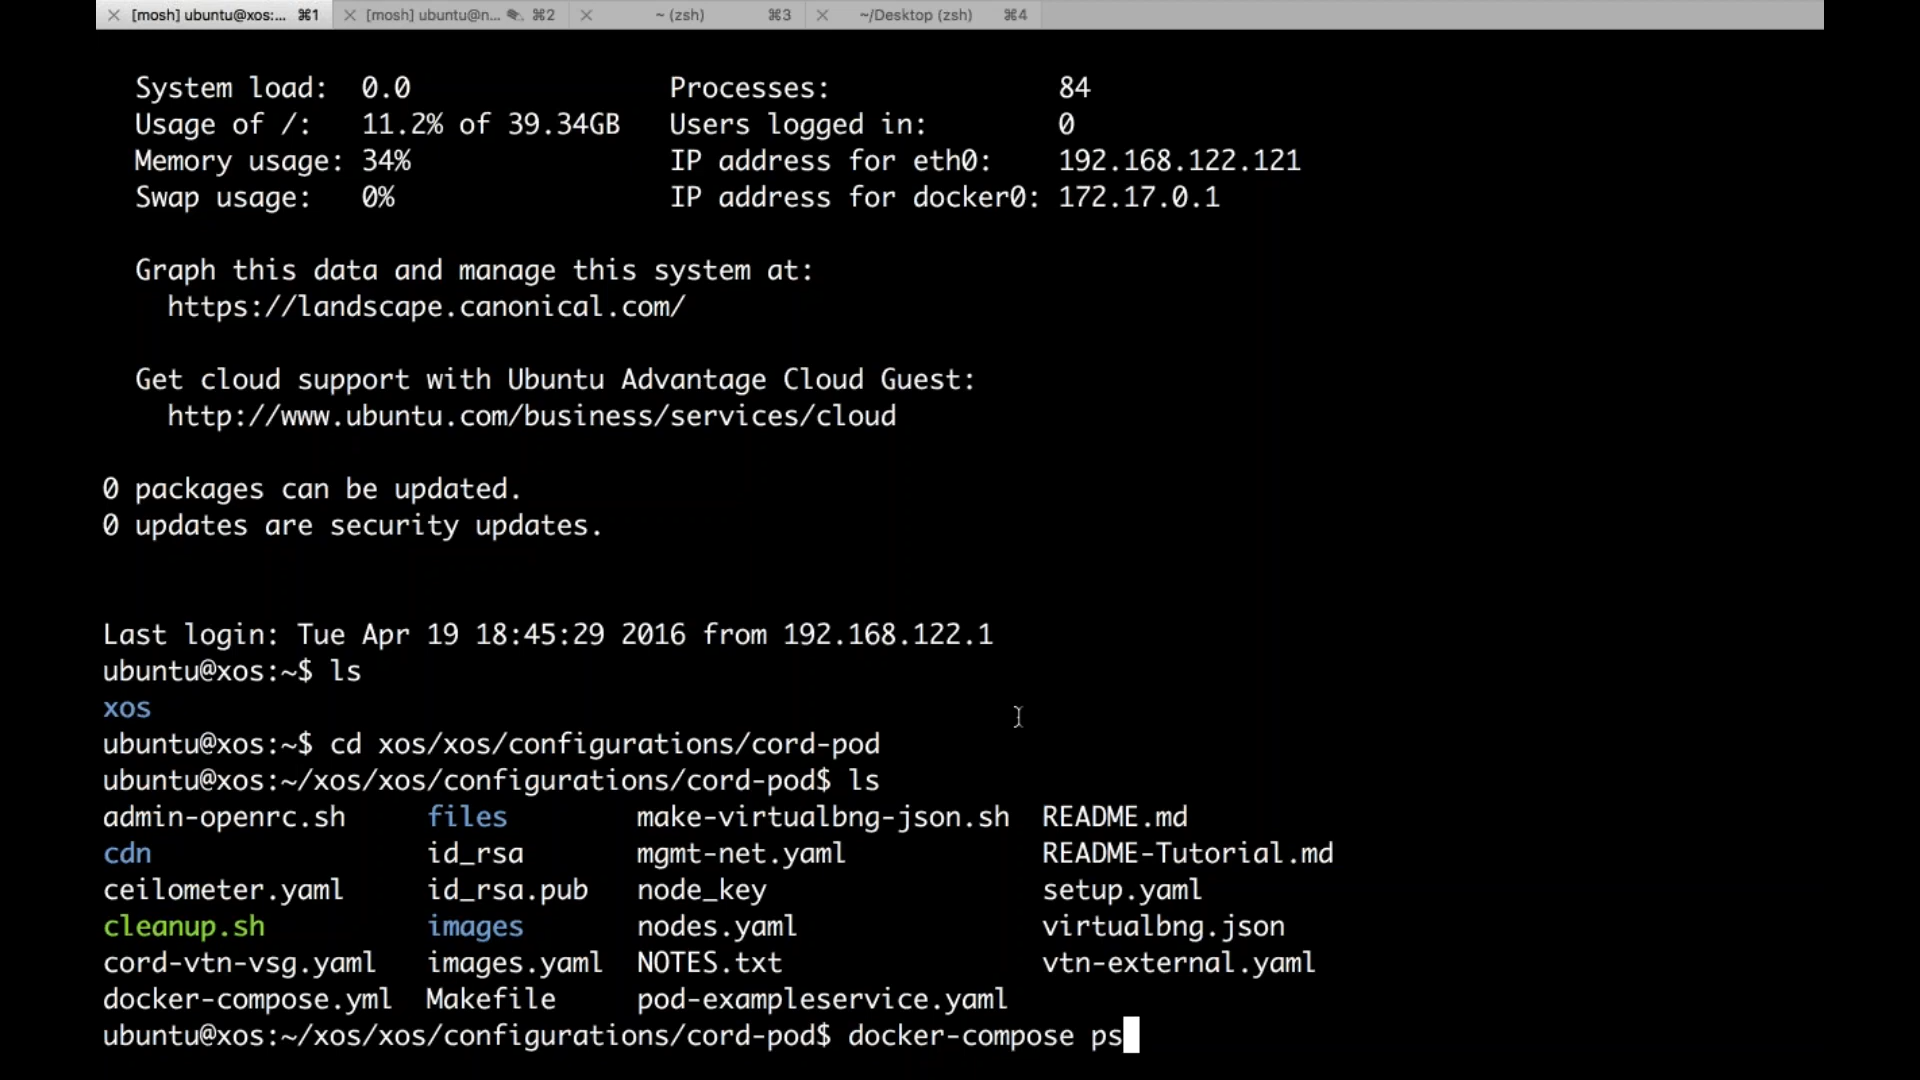 [mosh] ubuntu@xos:... ⌘1 [mosh] ubuntu@n... ⌘2 ~ (zsh) ⌘3 ~/Desktop (zsh) ⌘4
System load: 0.0 Processes: 84
Usage of /: 11.2% of 39.34GB Users logged in: 0
Memory usage: 34% IP address for eth0: 192.168.122.121
Swap usage: 0% IP address for docker0: 172.17.0.1
Graph this data and manage this system at:
https://landscape.canonical.com/
Get cloud support with Ubuntu Advantage Cloud Guest:
http://www.ubuntu.com/business/services/cloud
0 packages can be updated.
0 updates are security updates.
Last login: Tue Apr 19 18:45:29 2016 from 192.168.122.1
ubuntu@xos:~$ ls
xos
ubuntu@xos:~$ cd xos/xos/configurations/cord-pod
ubuntu@xos:~/xos/xos/configurations/cord-pod$ ls
admin-openrc.sh files make-virtualbng-json.sh README.md
cdn id_rsa mgmt-net.yaml README-Tutorial.md
ceilometer.yaml id_rsa.pub node_key setup.yaml
cleanup.sh images nodes.yaml virtualbng.json
cord-vtn-vsg.yaml images.yaml NOTES.txt vtn-external.yaml
docker-compose.yml Makefile pod-exampleservice.yaml
ubuntu@xos:~/xos/xos/configurations/cord-pod$ docker-compose ps